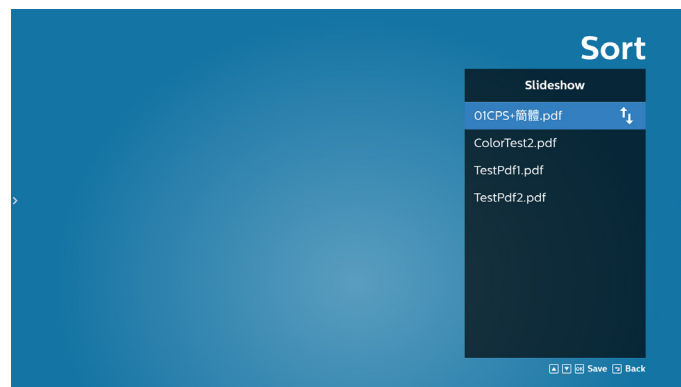 Sort
Slideshow
01CPS+簡體.pdf
ColorTest2.pdf
TestPdf1.pdf
TestPdf2.pdf
OK Save Back